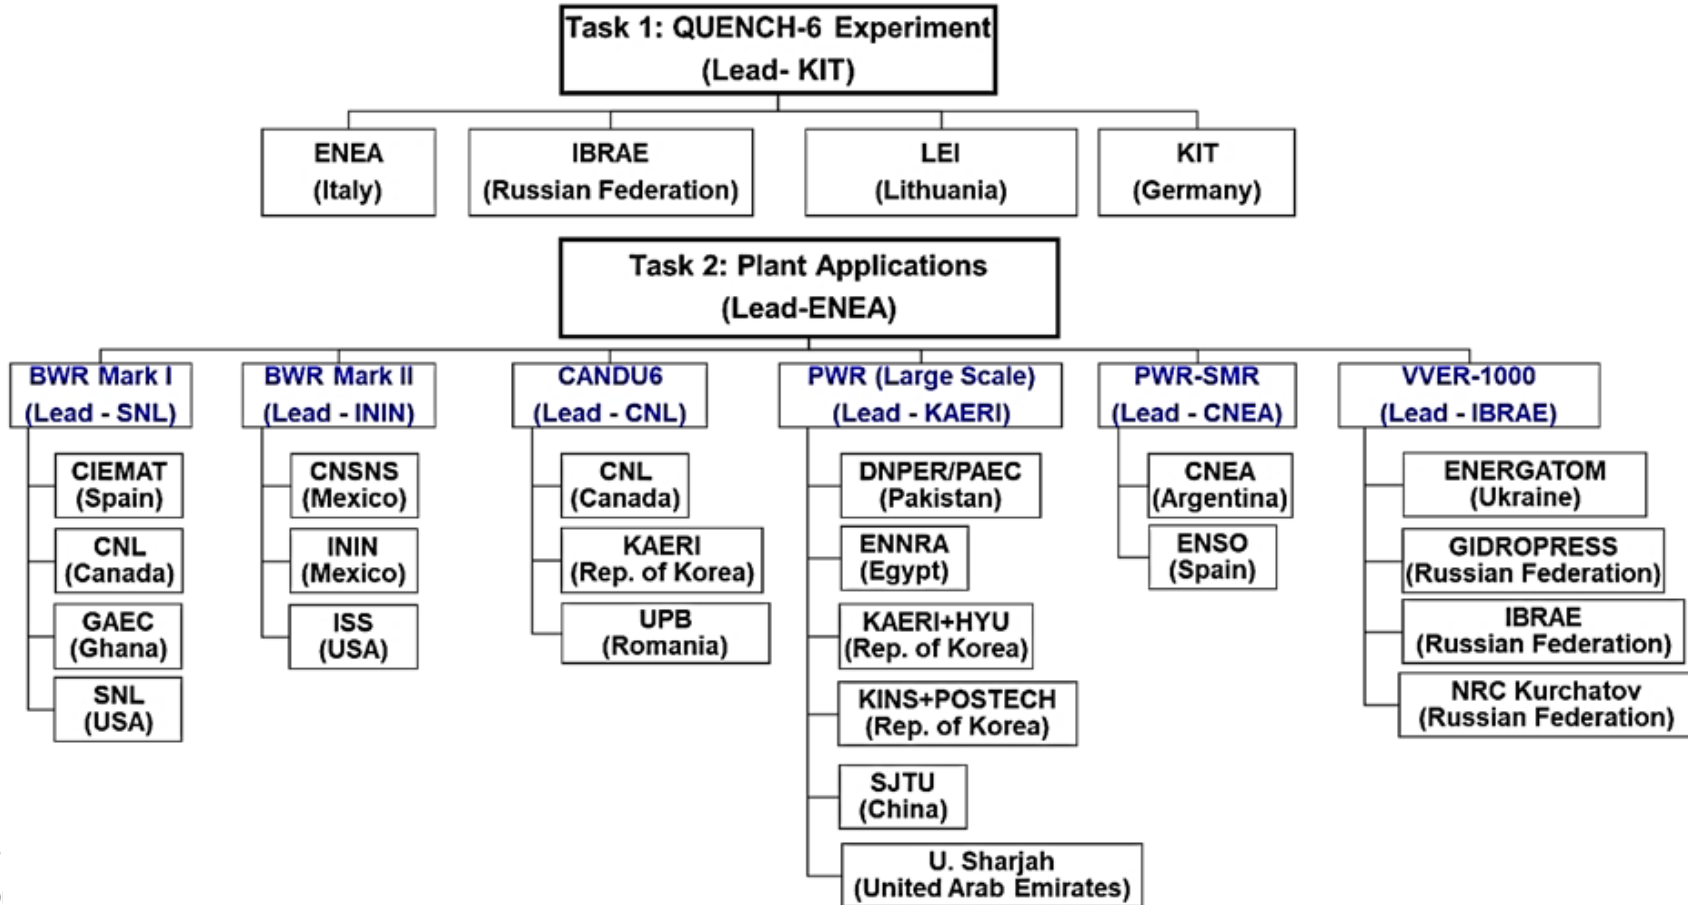 Task 1: QUENCH-6 Experiment
(Lead- KIT)
ENEA
(Italy)
IBRAE
(Russian Federation)
LEI
(Lithuania)
KIT
(Germany)
Task 2: Plant Applications
(Lead-ENEA)
BWR Mark I
(Lead - SNL)
CIEMAT
(Spain)
CNL
(Canada)
GAEC
(Ghana)
SNL
(USA)
BWR Mark II
(Lead - ININ)
CNSNS
(Mexico)
ININ
(Mexico)
ISS
(USA)
CANDU6
(Lead - CNL)
CNL
(Canada)
KAERI
(Rep. of Korea)
UPB
(Romania)
PWR (Large Scale)
(Lead - KAERI)
DNPER/PAEC
(Pakistan)
ENNRA
(Egypt)
KAERI+HYU
(Rep. of Korea)
KINS+POSTECH
(Rep. of Korea)
SJTU
(China)
U. Sharjah
(United Arab Emirates)
PWR-SMR
(Lead - CNEA)
CNEA
(Argentina)
ENSO
(Spain)
VVER-1000
(Lead - IBRAE)
ENERGATOM
(Ukraine)
GIDROPRESS
(Russian Federation)
IBRAE
(Russian Federation)
NRC Kurchatov
(Russian Federation)